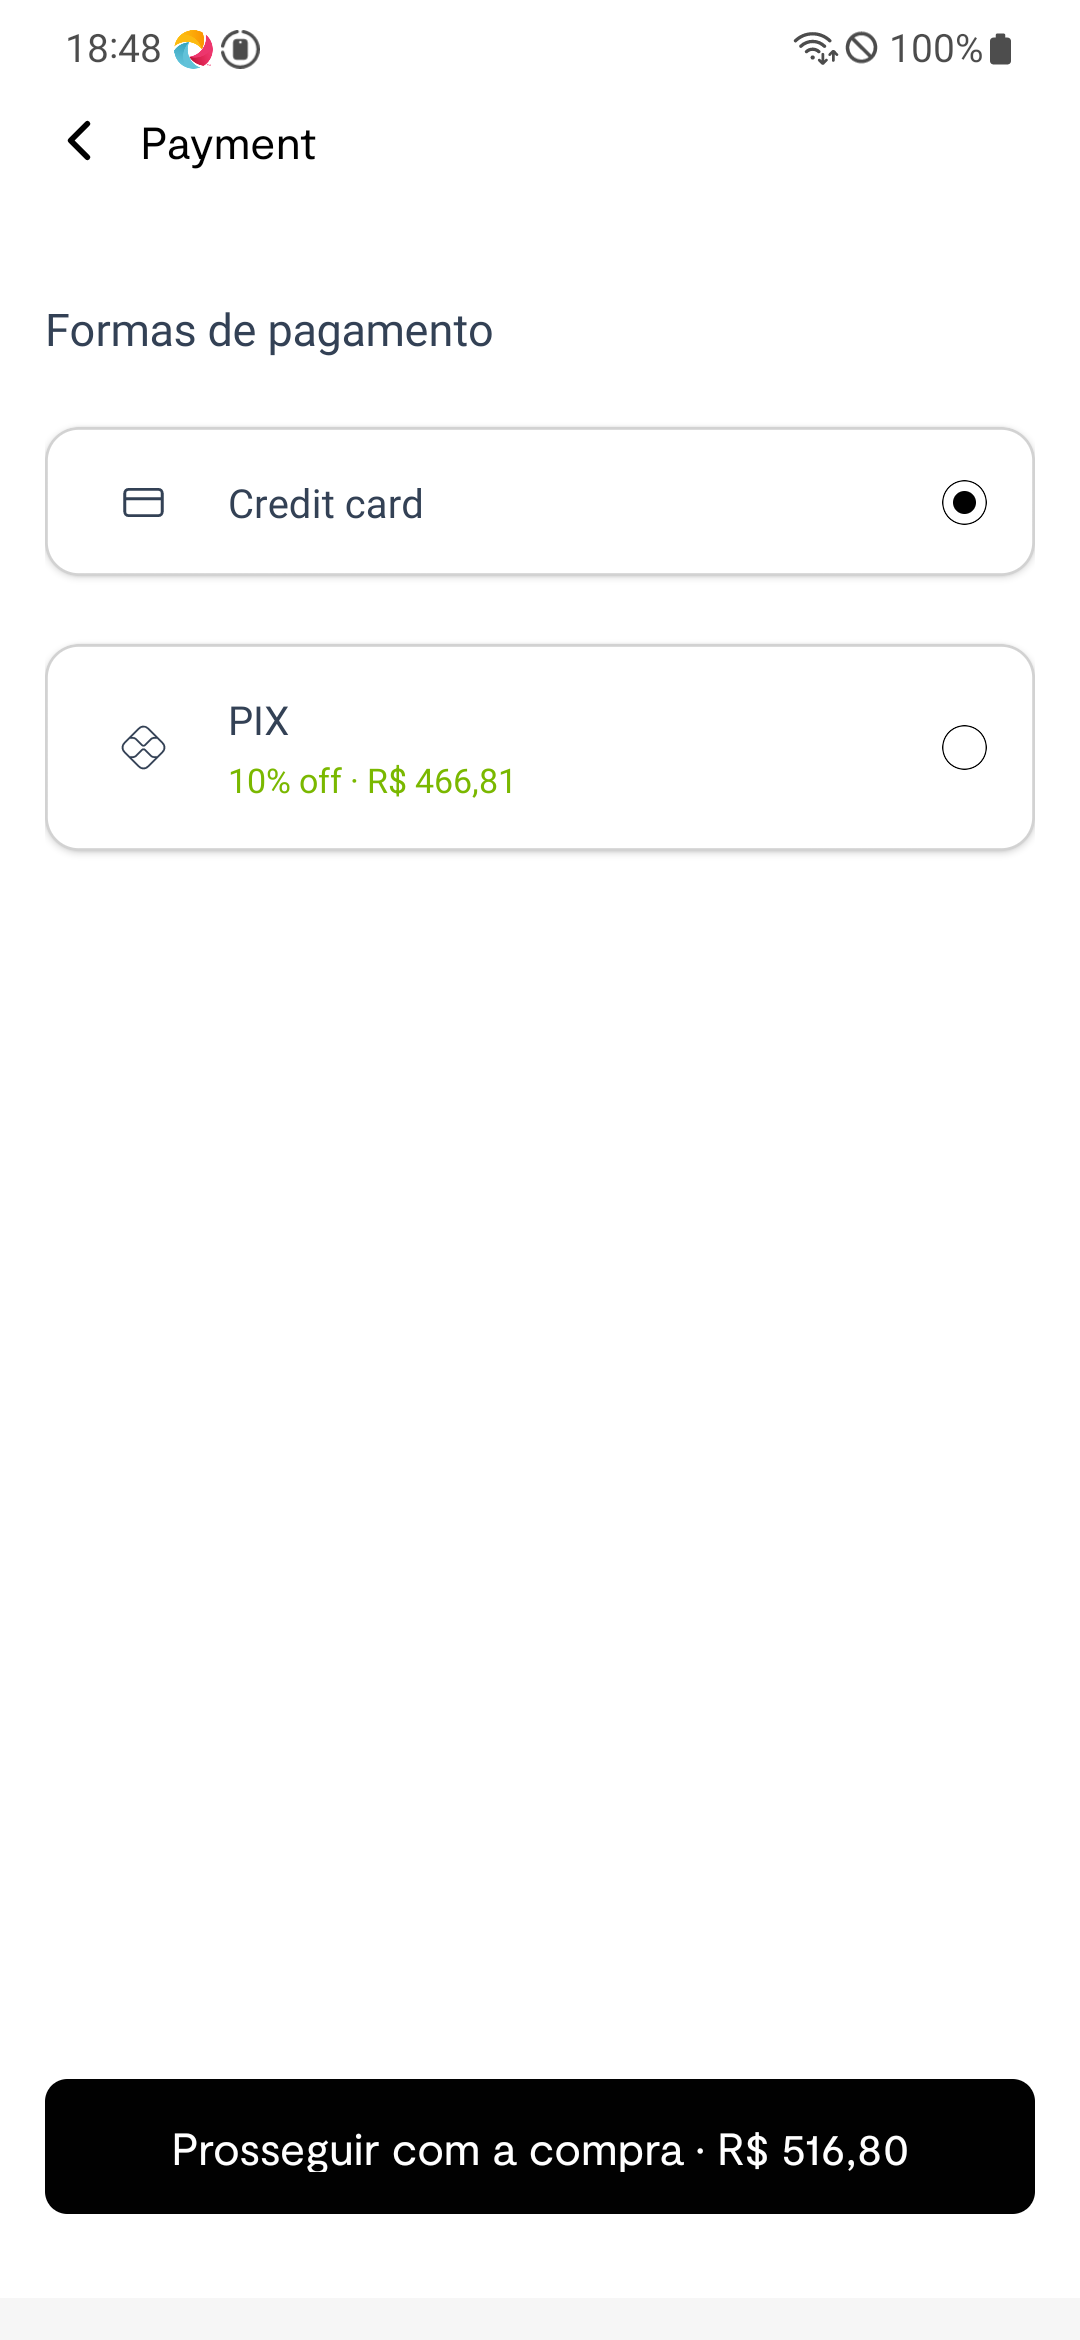 18:48
100%
Payment
Formas de pagamento
Credit card
PIX
10% off · R$ 466,81
Prosseguir com a compra · R$ 516,80